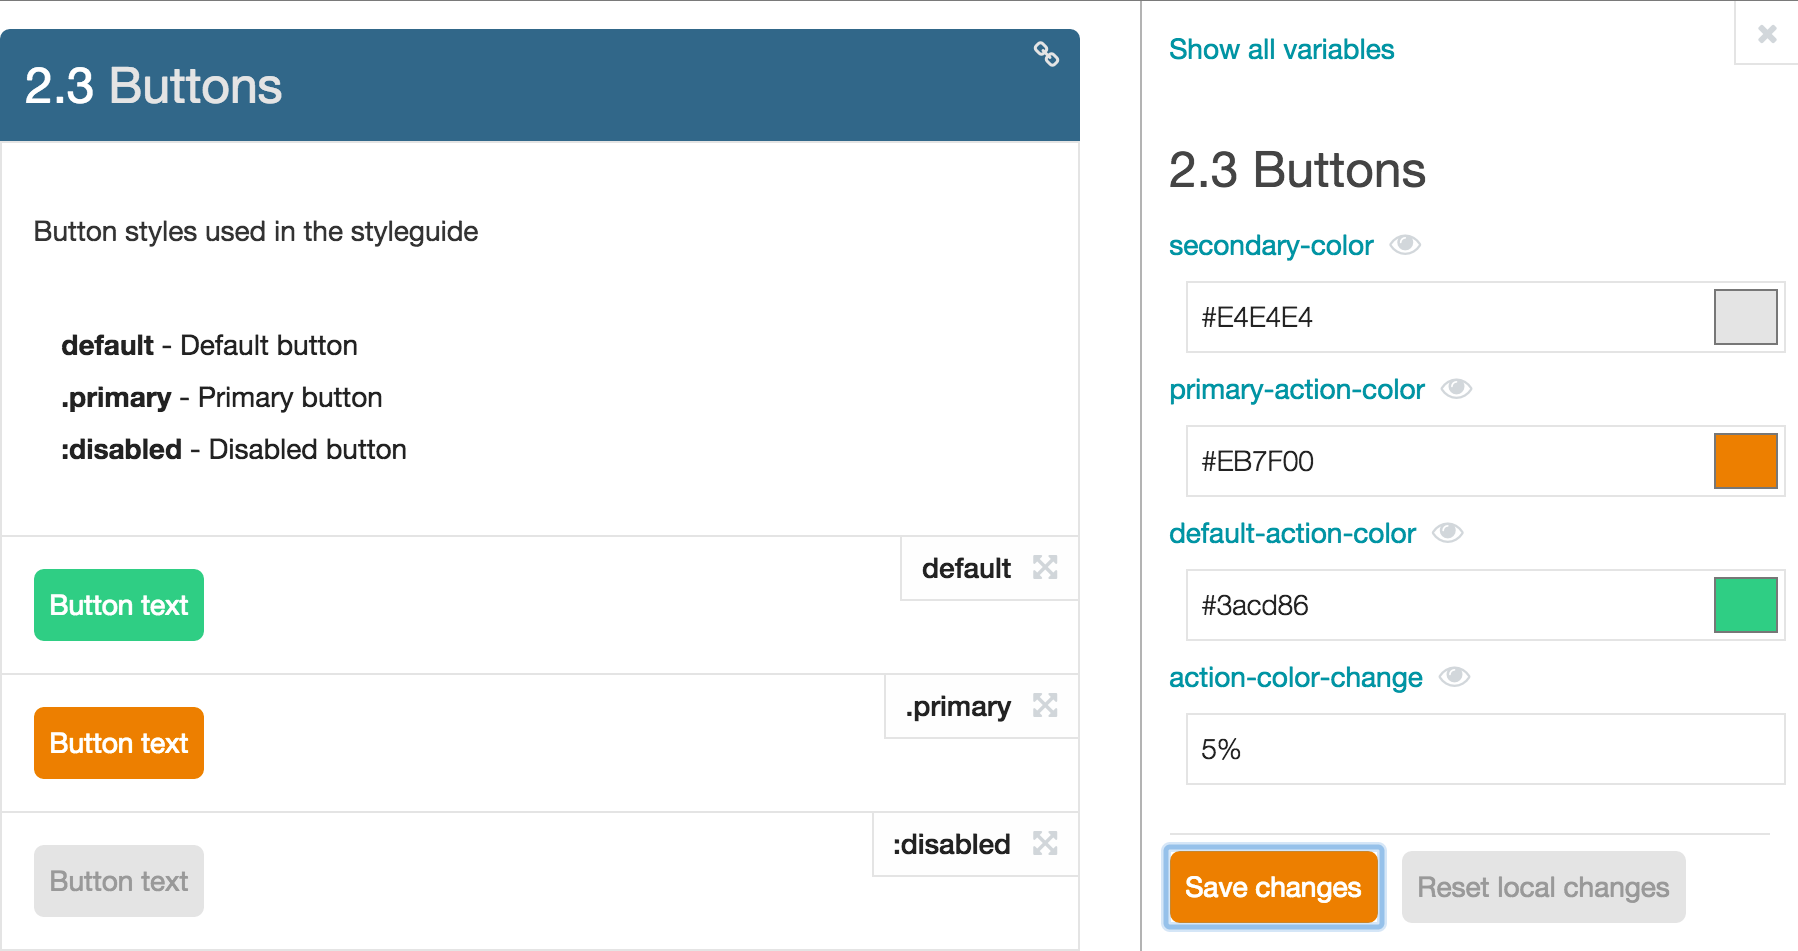 2.3 Buttons
Button styles used in the styleguide
default - Default button
.primary - Primary button
:disabled - Disabled button
default
Button text
.primary
Button text
:disabled
Button text
Show all variables
2.3 Buttons
secondary-color
#E4E4E4
primary-action-color
#EB7F00
default-action-color
#3acd86
action-color-change
5%
Save changes
Reset local changes